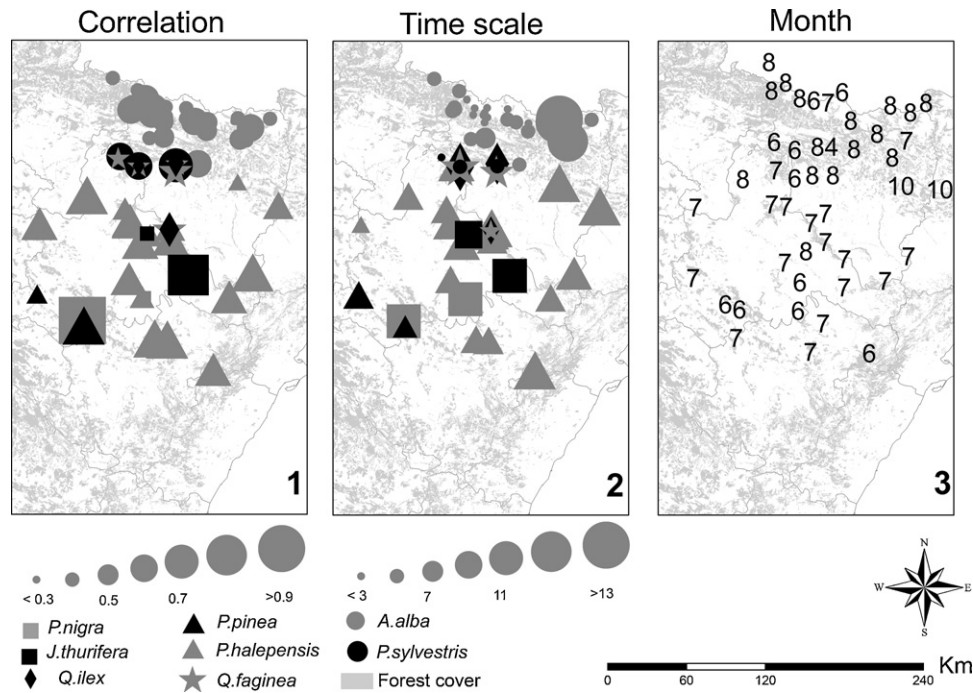 Correlation Time scale Month
8
8
8 8 6 7 6
8 8 8 8
8 7
6 6 8 4 8 8
7 6 8 8 10 10
8
7 7 7 7
7
7
8 7 7
7 7
7 6 7
6 6 6 7
7 7 6
1 2 3
< 0.3 0.5 0.7 >0.9
< 3 7 11 >13
P.nigra P.pinea A.alba
J.thurifera P.halepensis P.sylvestris
Q.ilex Q.faginea Forest cover
N
W E
S
0 60 120 240 Km